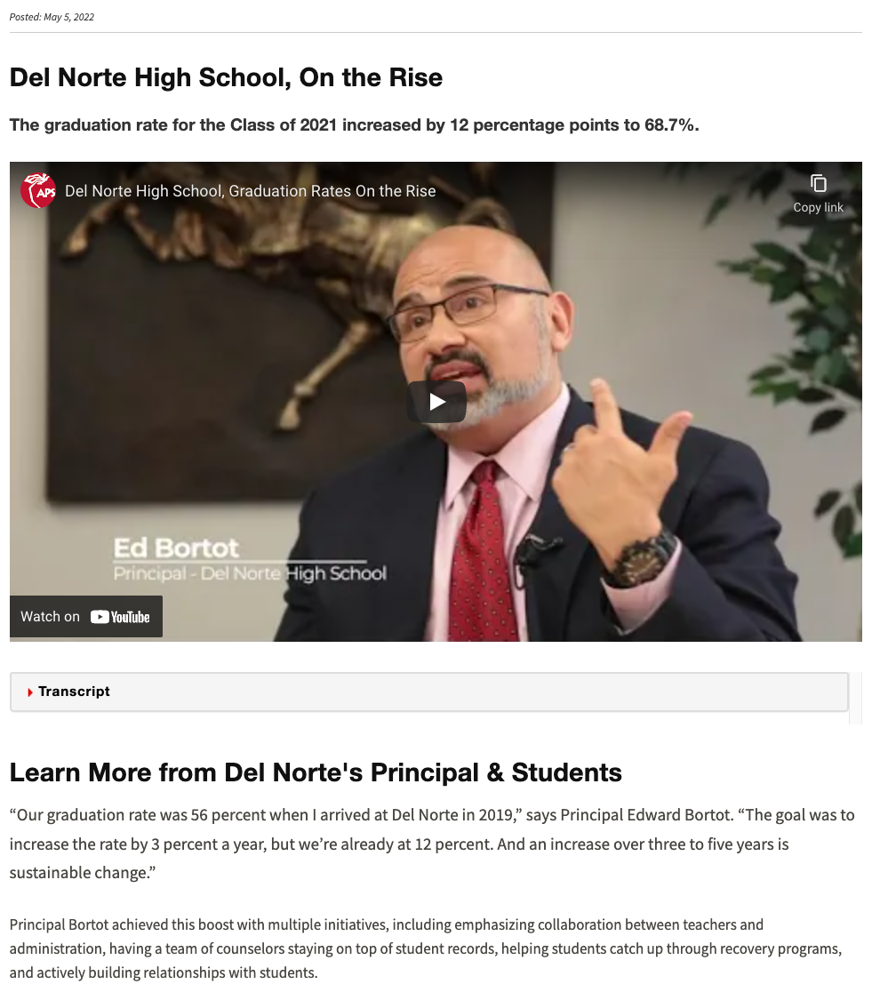 Posted: May 5, 2022
Del Norte High School, On the Rise
The graduation rate for the Class of 2021 increased by 12 percentage points to 68.7%.
APS
Del Norte High School, Graduation Rates On the Rise
Copy link
Ed Bortot
Principal - Del Norte High School
Watch on YouTube
Transcript
Learn More from Del Norte's Principal & Students
“Our graduation rate was 56 percent when I arrived at Del Norte in 2019,” says Principal Edward Bortot. “The goal was to
increase the rate by 3 percent a year, but we’re already at 12 percent. And an increase over three to five years is
sustainable change.”
Principal Bortot achieved this boost with multiple initiatives, including emphasizing collaboration between teachers and
administration, having a team of counselors staying on top of student records, helping students catch up through recovery programs,
and actively building relationships with students.